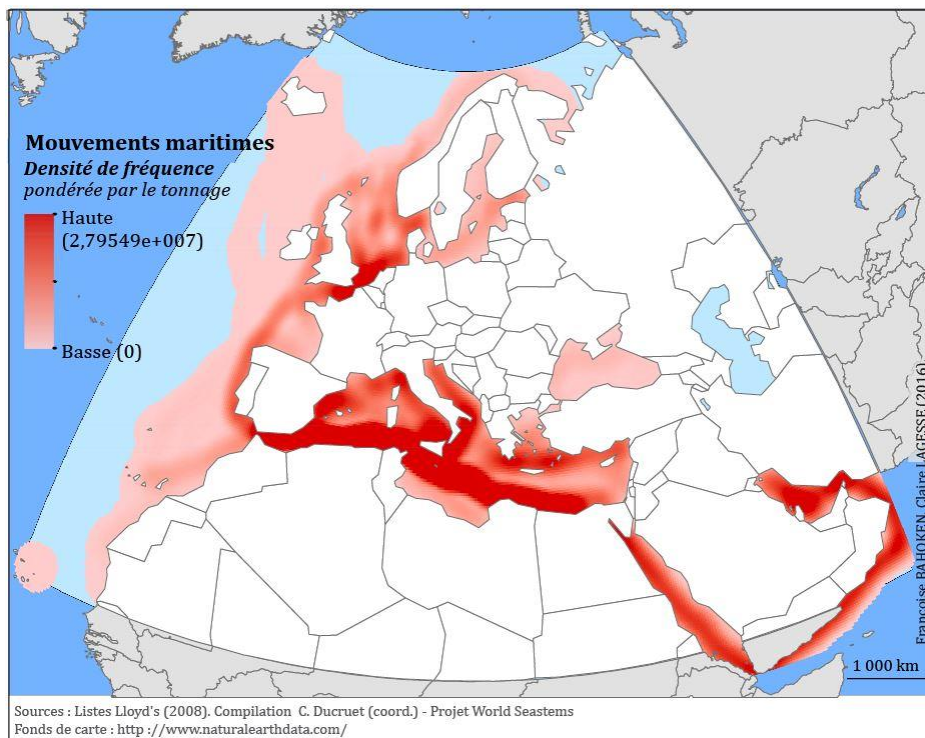 Mouvements maritimes
Densité de fréquence
pondérée par le tonnage
Haute
(2,79549e+007)
Basse (0)
Françoise BAHOKEN, Claire LAGESSE (2016)
1 000 km
Sources : Listes Lloyd's (2008). Compilation C. Ducruet (coord.) - Projet World Seastems
Fonds de carte : http ://www.naturalearthdata.com/